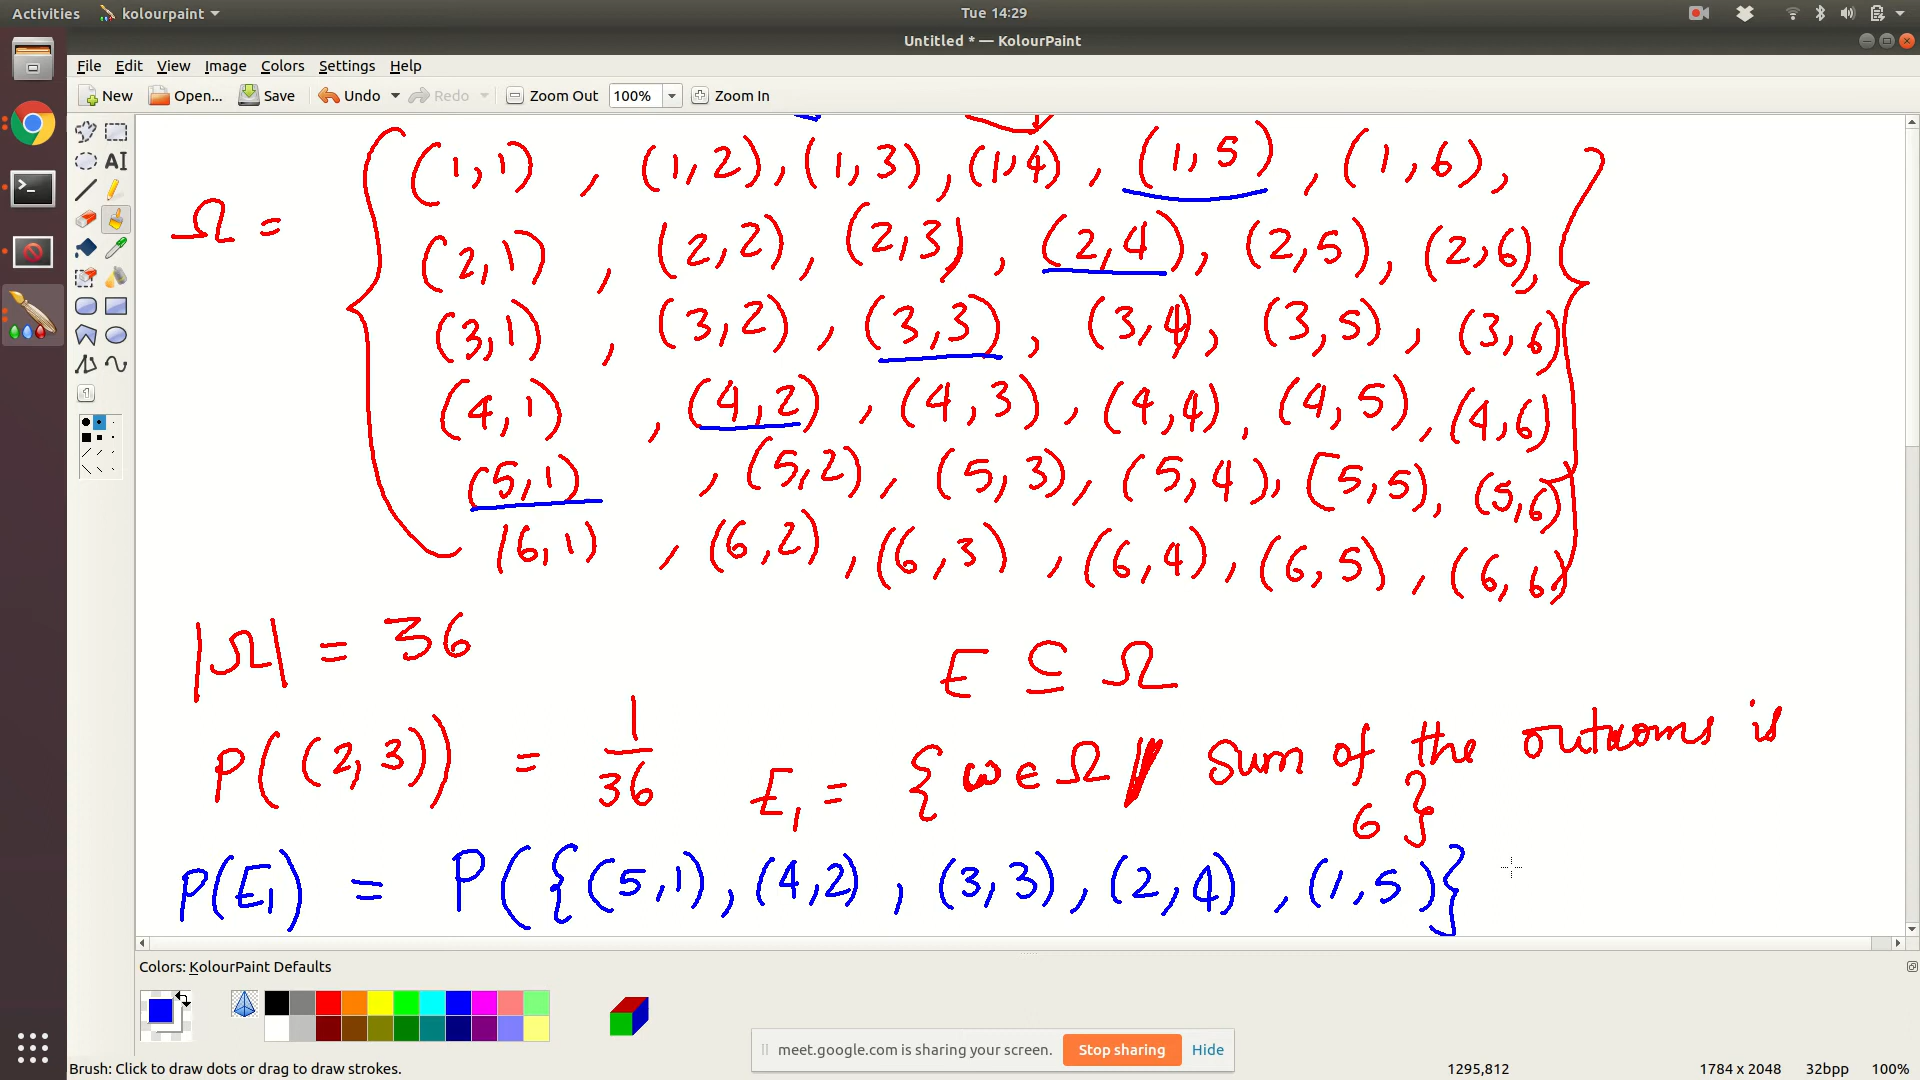 Activities kolourpaint Tue 14:29
Untitled * — KolourPaint
File Edit View Image Colors Settings Help
New Open... Save Undo Redo Zoom Out 100% Zoom In
Ω = { (1,1) , (1,2) , (1,3) , (1,4) , (1,5) , (1,6) ,
(2,1) , (2,2) , (2,3) , (2,4) , (2,5) , (2,6) ,
(3,1) , (3,2) , (3,3) , (3,4) , (3,5) , (3,6)
(4,1) , (4,2) , (4,3) , (4,4) , (4,5) , (4,6)
(5,1) , (5,2) , (5,3) , (5,4) , (5,5) , (5,6)
(6,1) , (6,2) , (6,3) , (6,4) , (6,5) , (6,6) }
|Ω| = 36
E ⊆ Ω
P((2,3)) = 1/36
E₁ = { ω ∈ Ω | sum of the outcoms is
6 }
P(E₁) = P({(5,1), (4,2) , (3,3) , (2,4) , (1,5)}
Colors: KolourPaint Defaults
meet.google.com is sharing your screen. Stop sharing Hide
Brush: Click to draw dots or drag to draw strokes. 1295,812 1784 x 2048 32bpp 100%